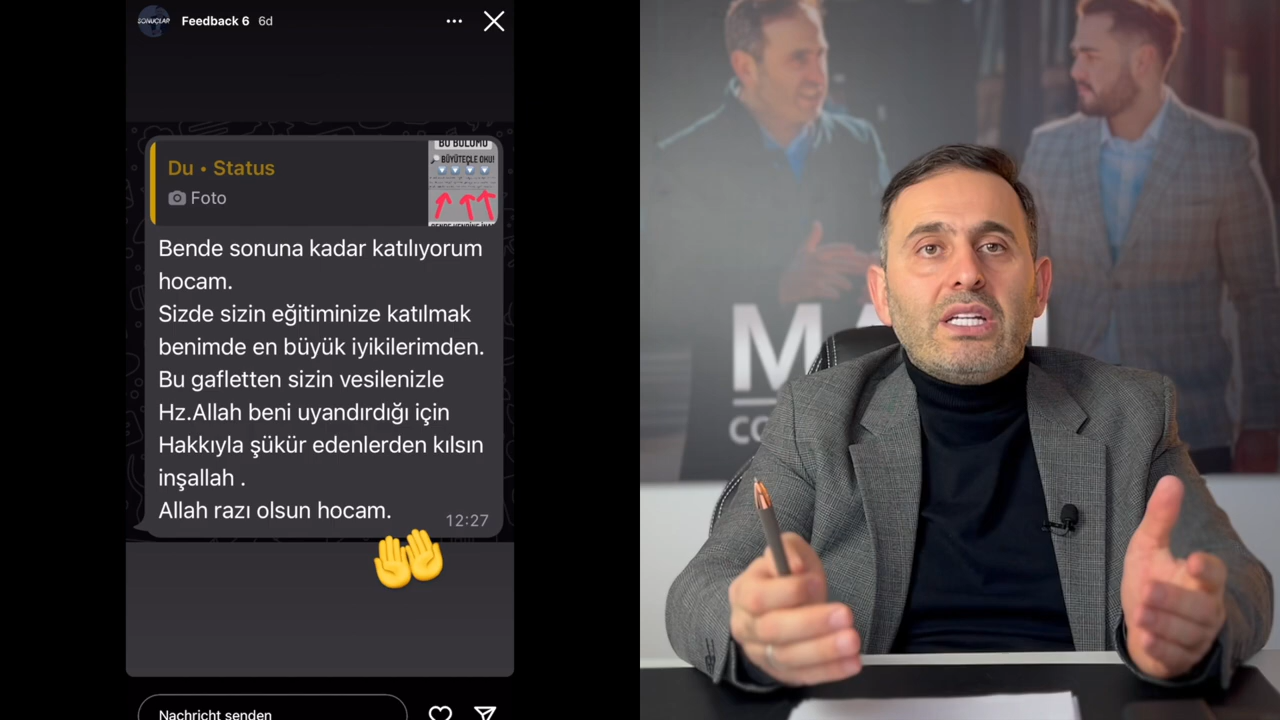 SONUÇLAR
Feedback 6 6d
Du • Status
Foto
BU BÖLÜMÜ
BÜYÜTEÇLE OKU!
Bende sonuna kadar katılıyorum
hocam.
Sizde sizin eğitiminize katılmak
benimde en büyük iyikilerimden.
Bu gafletten sizin vesilenizle
Hz.Allah beni uyandırdığı için
Hakkıyla şükür edenlerden kılsın
inşallah .
Allah razı olsun hocam.
12:27
Nachricht senden